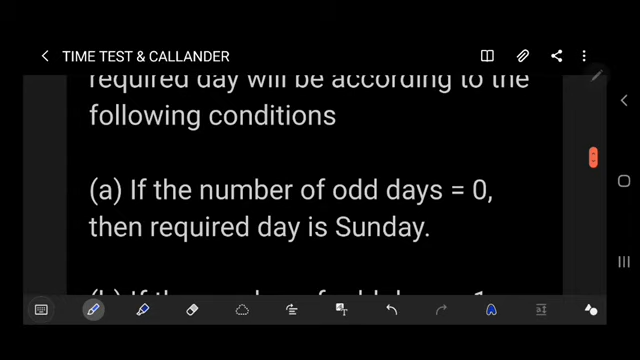 TIME TEST & CALLANDER
required day will be according to the
following conditions
(a) If the number of odd days = 0,
then required day is Sunday.